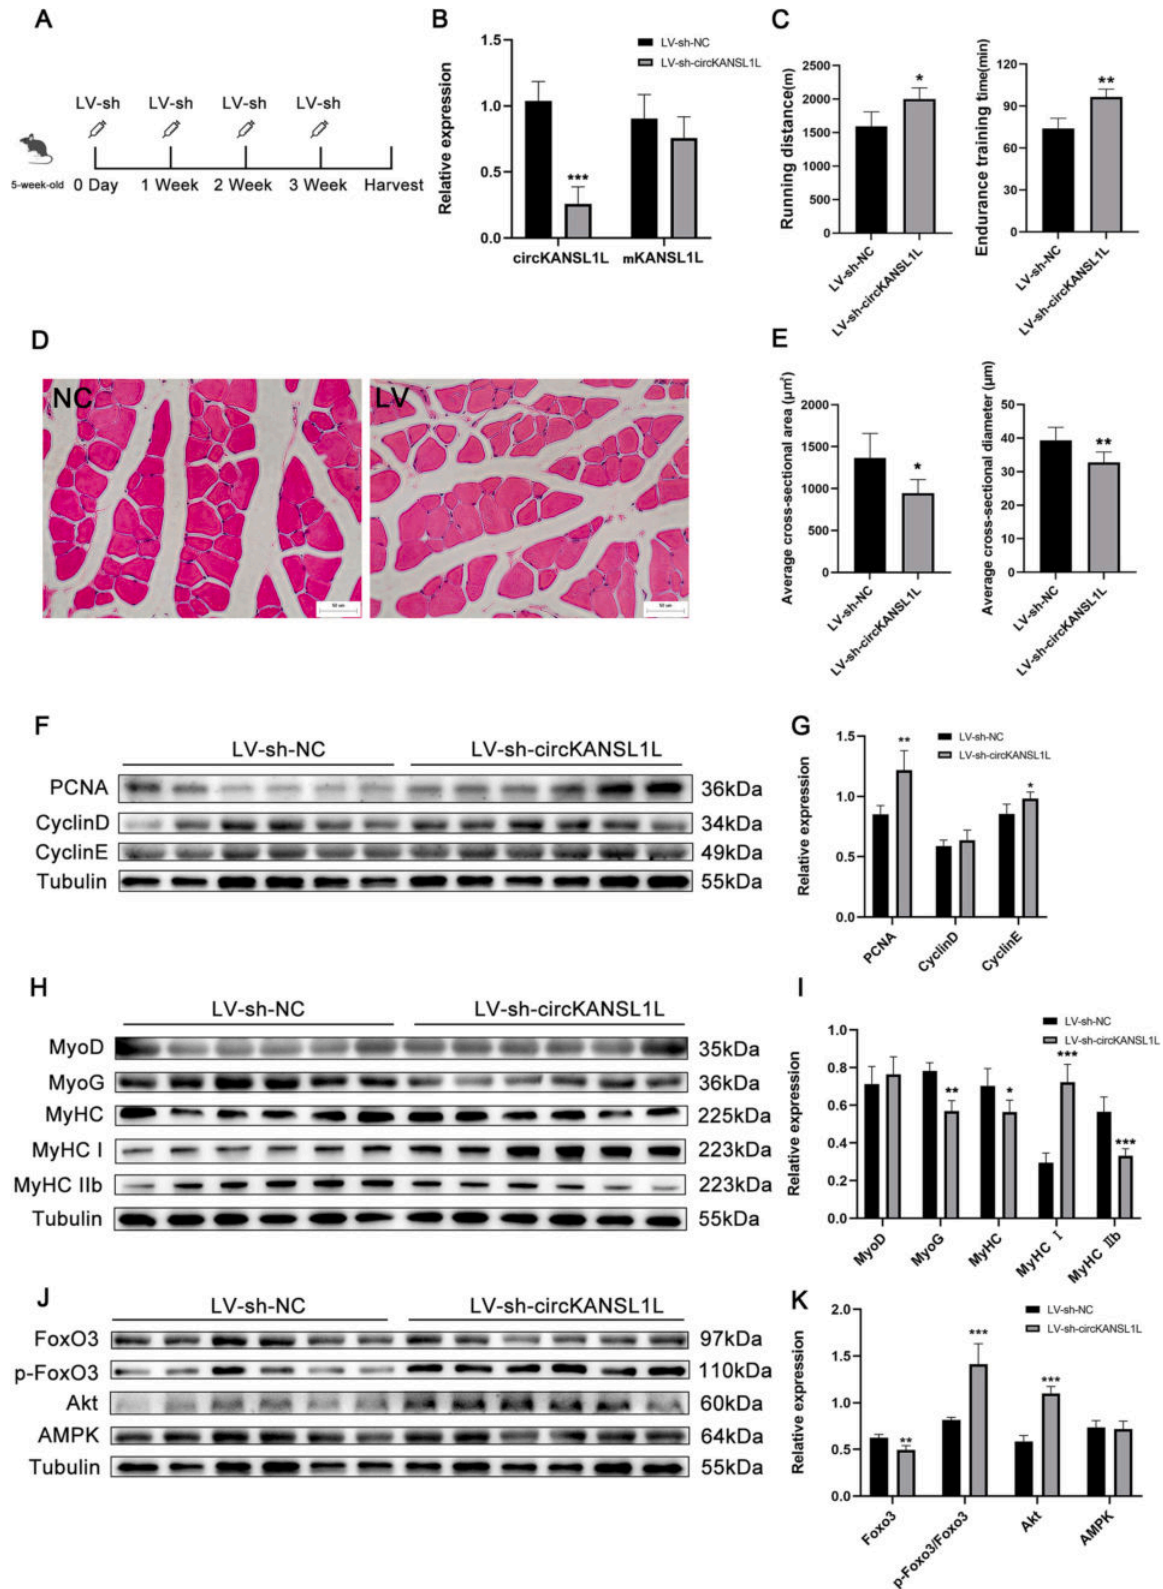 A
LV-sh LV-sh LV-sh LV-sh
5-week-old 0 Day 1 Week 2 Week 3 Week Harvest
B
LV-sh-NC
LV-sh-circKANSL1L
Relative expression
1.5
1.0
0.5
0.0
***
circKANSL1L mKANSL1L
C
Running distance(m)
2500
2000
1500
1000
500
0
*
LV-sh-NC
LV-sh-circKANSL1L
Endurance training time(min)
120
90
60
30
0
**
LV-sh-NC
LV-sh-circKANSL1L
D
NC
LV
50 um
50 um
E
Average cross-sectional area (μm²)
2000
1500
1000
500
0
*
LV-sh-NC
LV-sh-circKANSL1L
Average cross-sectional diameter (μm)
50
40
30
20
10
0
**
LV-sh-NC
LV-sh-circKANSL1L
F
LV-sh-NC LV-sh-circKANSL1L
PCNA 36kDa
CyclinD 34kDa
CyclinE 49kDa
Tubulin 55kDa
G
LV-sh-NC
LV-sh-circKANSL1L
Relative expression
1.5
1.0
0.5
0.0
**
*
PCNA CyclinD CyclinE
H
LV-sh-NC LV-sh-circKANSL1L
MyoD 35kDa
MyoG 36kDa
MyHC 225kDa
MyHC I 223kDa
MyHC IIb 223kDa
Tubulin 55kDa
I
LV-sh-NC
LV-sh-circKANSL1L
Relative expression
1.0
0.8
0.6
0.4
0.2
0.0
** * *** ***
MyoD MyoG MyHC MyHC I MyHC IIb
J
LV-sh-NC LV-sh-circKANSL1L
FoxO3 97kDa
p-FoxO3 110kDa
Akt 60kDa
AMPK 64kDa
Tubulin 55kDa
K
LV-sh-NC
LV-sh-circKANSL1L
Relative expression
2.0
1.5
1.0
0.5
0.0
** *** ***
Foxo3 p-Foxo3/Foxo3 Akt AMPK